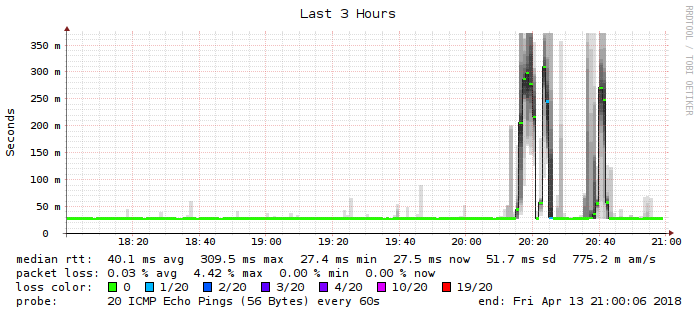 Last 3 Hours
RRDTOOL / TOBI OETIKER
Seconds
350 m
300 m
250 m
200 m
150 m
100 m
50 m
0
18:20 18:40 19:00 19:20 19:40 20:00 20:20 20:40 21:00
median rtt: 40.1 ms avg 309.5 ms max 27.4 ms min 27.5 ms now 51.7 ms sd 775.2 m am/s
packet loss: 0.03 % avg 4.42 % max 0.00 % min 0.00 % now
loss color: 0 1/20 2/20 3/20 4/20 10/20 19/20
probe: 20 ICMP Echo Pings (56 Bytes) every 60s end: Fri Apr 13 21:00:06 2018